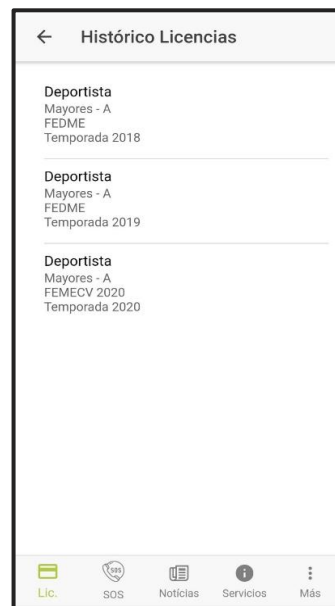 Histórico Licencias
Deportista
Mayores - A
FEDME
Temporada 2018
Deportista
Mayores - A
FEDME
Temporada 2019
Deportista
Mayores - A
FEMECV 2020
Temporada 2020
SOS
Lic.
SOS
Notícias
Servicios
Más